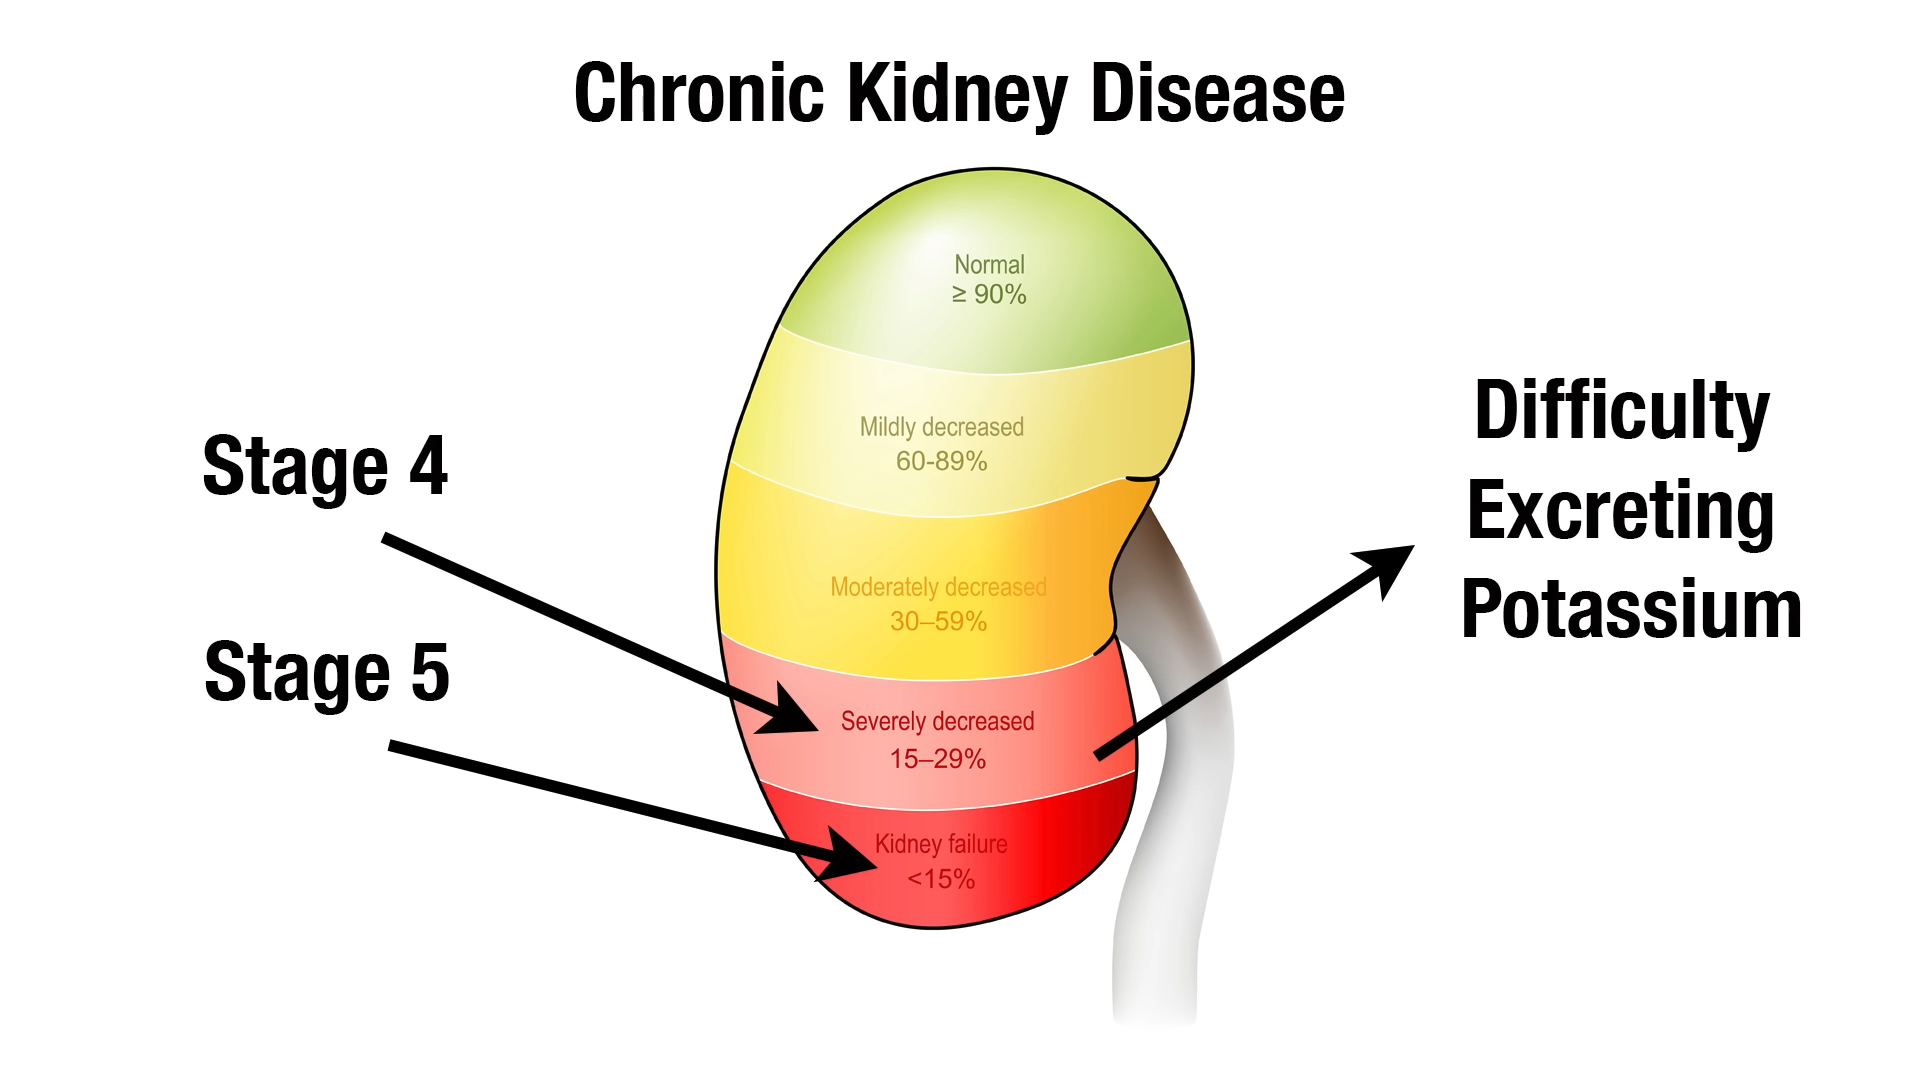 Chronic Kidney Disease
Normal
≥ 90%
Mildly decreased
60-89%
Moderately decreased
30–59%
Severely decreased
15–29%
Kidney failure
<15%
Stage 4
Stage 5
Difficulty
Excreting
Potassium